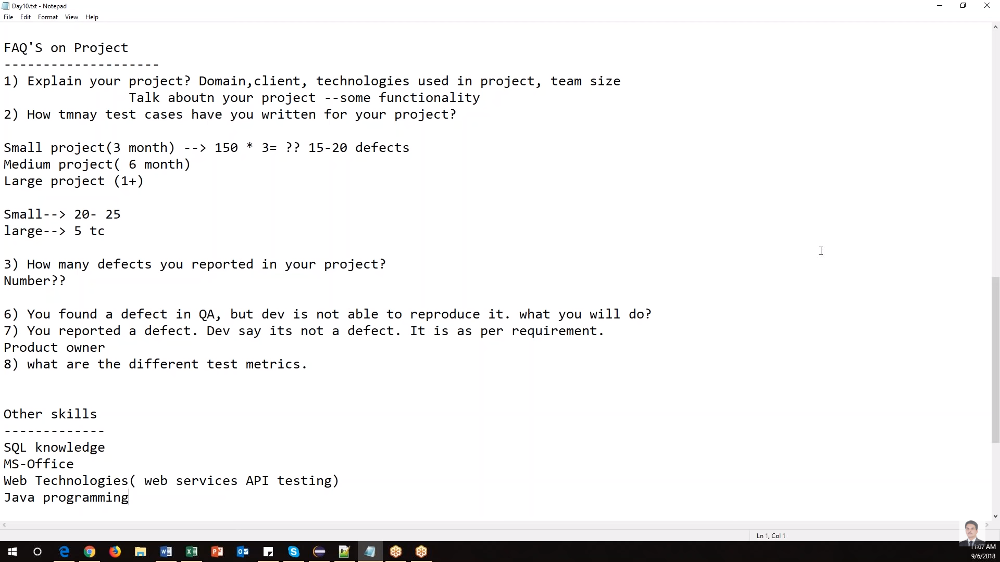 Day10.txt - Notepad
File Edit Format View Help
FAQ'S on Project
--------------------
1) Explain your project? Domain,client, technologies used in project, team size
Talk aboutn your project --some functionality
2) How tmnay test cases have you written for your project?
Small project(3 month) --> 150 * 3= ?? 15-20 defects
Medium project( 6 month)
Large project (1+)
Small--> 20- 25
large--> 5 tc
3) How many defects you reported in your project?
Number??
6) You found a defect in QA, but dev is not able to reproduce it. what you will do?
7) You reported a defect. Dev say its not a defect. It is as per requirement.
Product owner
8) what are the different test metrics.
Other skills
-------------
SQL knowledge
MS-Office
Web Technologies( web services API testing)
Java programming
Ln 1, Col 1
11:07 AM
9/6/2018